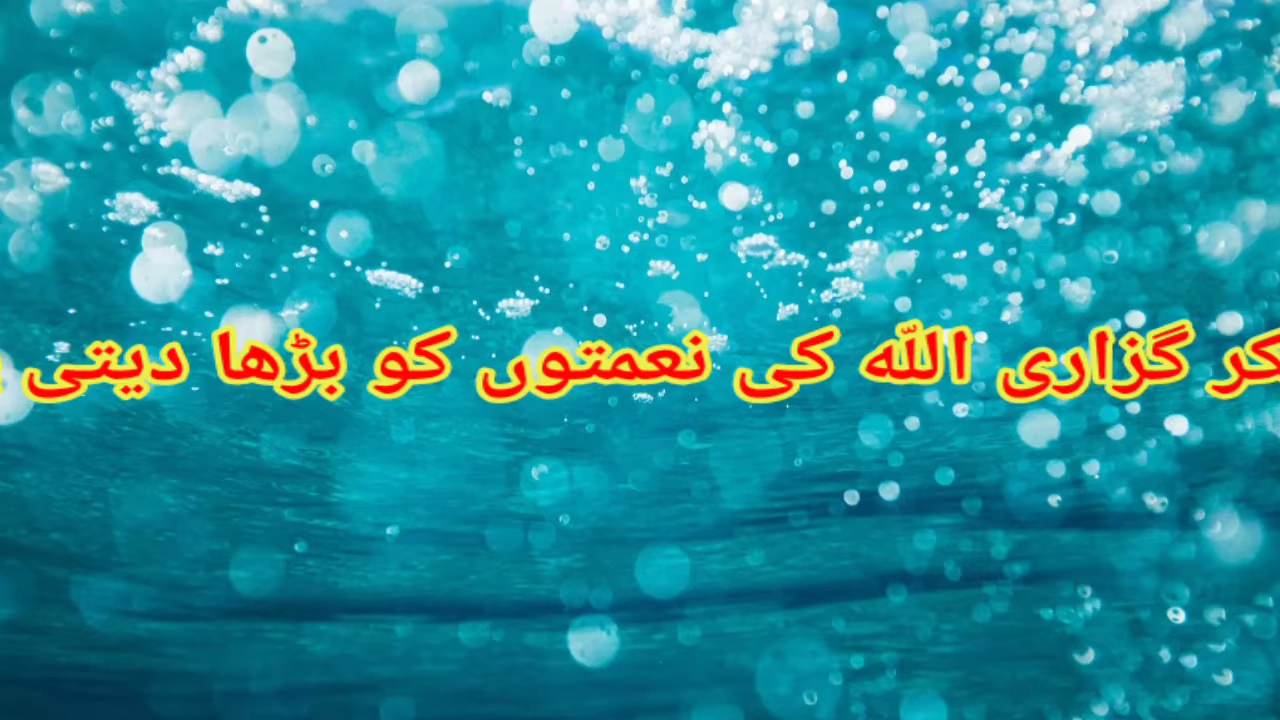 کر گزاری اللّٰہ کی نعمتوں کو بڑھا دیتی